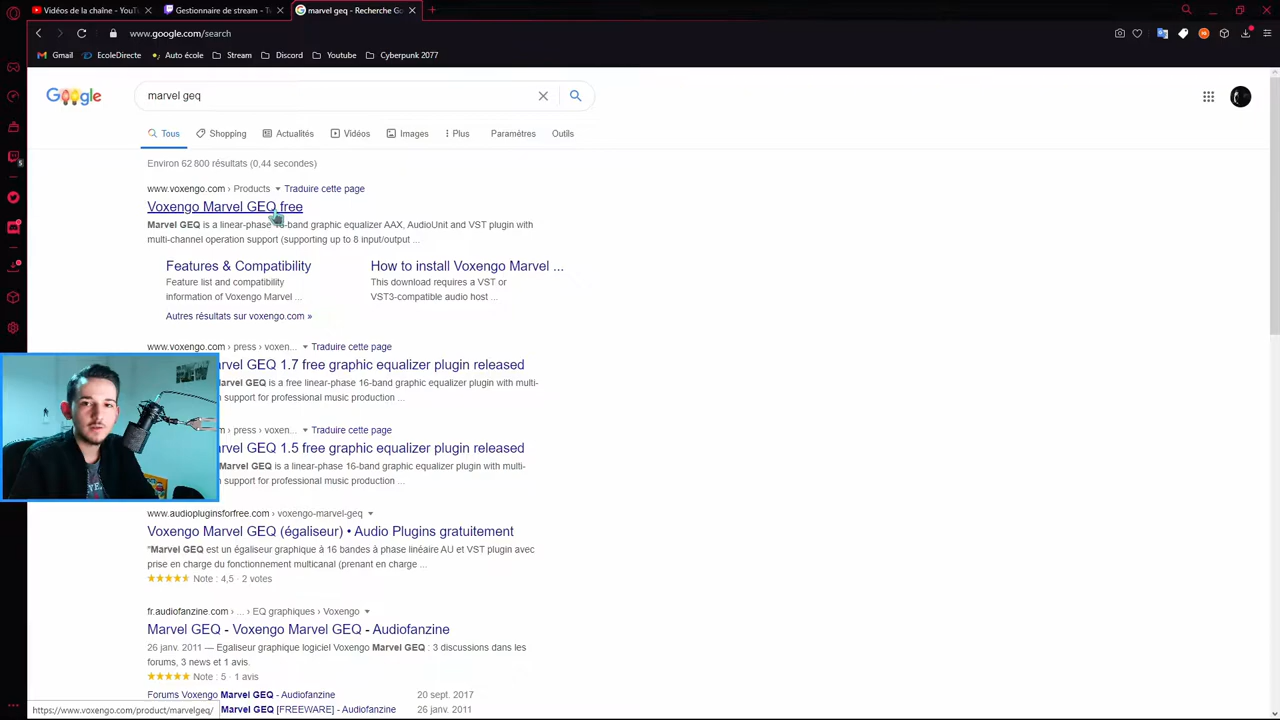 Vidéos de la chaîne - YouTu
Gestionnaire de stream - Tw
marvel geq - Recherche Go
www.google.com/search
Gmail
EcoleDirecte
Auto école
Stream
Discord
Youtube
Cyberpunk 2077
Google
marvel geq
Tous
Shopping
Actualités
Vidéos
Images
Plus
Paramètres
Outils
Environ 62 800 résultats (0,44 secondes)
www.voxengo.com › Products
Traduire cette page
Voxengo Marvel GEQ free
Marvel GEQ is a linear-phase 16-band graphic equalizer AAX, AudioUnit and VST plugin with
multi-channel operation support (supporting up to 8 input/output ...
Features & Compatibility
Feature list and compatibility
information of Voxengo Marvel ...
How to install Voxengo Marvel ...
This download requires a VST or
VST3-compatible audio host ...
Autres résultats sur voxengo.com »
www.voxengo.com › press › voxen...
Traduire cette page
rvel GEQ 1.7 free graphic equalizer plugin released
arvel GEQ is a free linear-phase 16-band graphic equalizer plugin with multi-
support for professional music production ...
om › press › voxen...
Traduire cette page
rvel GEQ 1.5 free graphic equalizer plugin released
Marvel GEQ is a linear-phase 16-band graphic equalizer plugin with multi-
support for professional music production ...
www.audiopluginsforfree.com › voxengo-marvel-geq
Voxengo Marvel GEQ (égaliseur) • Audio Plugins gratuitement
"Marvel GEQ est un égaliseur graphique à 16 bandes à phase linéaire AU et VST plugin avec
prise en charge du fonctionnement multicanal (prenant en charge ...
Note : 4,5 · 2 votes
fr.audiofanzine.com › ... › EQ graphiques › Voxengo
Marvel GEQ - Voxengo Marvel GEQ - Audiofanzine
26 janv. 2011 — Egaliseur graphique logiciel Voxengo Marvel GEQ : 3 discussions dans les
forums, 3 news et 1 avis.
Note : 5 · 1 avis
Forums Voxengo Marvel GEQ - Audiofanzine
20 sept. 2017
Marvel GEQ [FREEWARE] - Audiofanzine
26 janv. 2011
https://www.voxengo.com/product/marvelgeq/